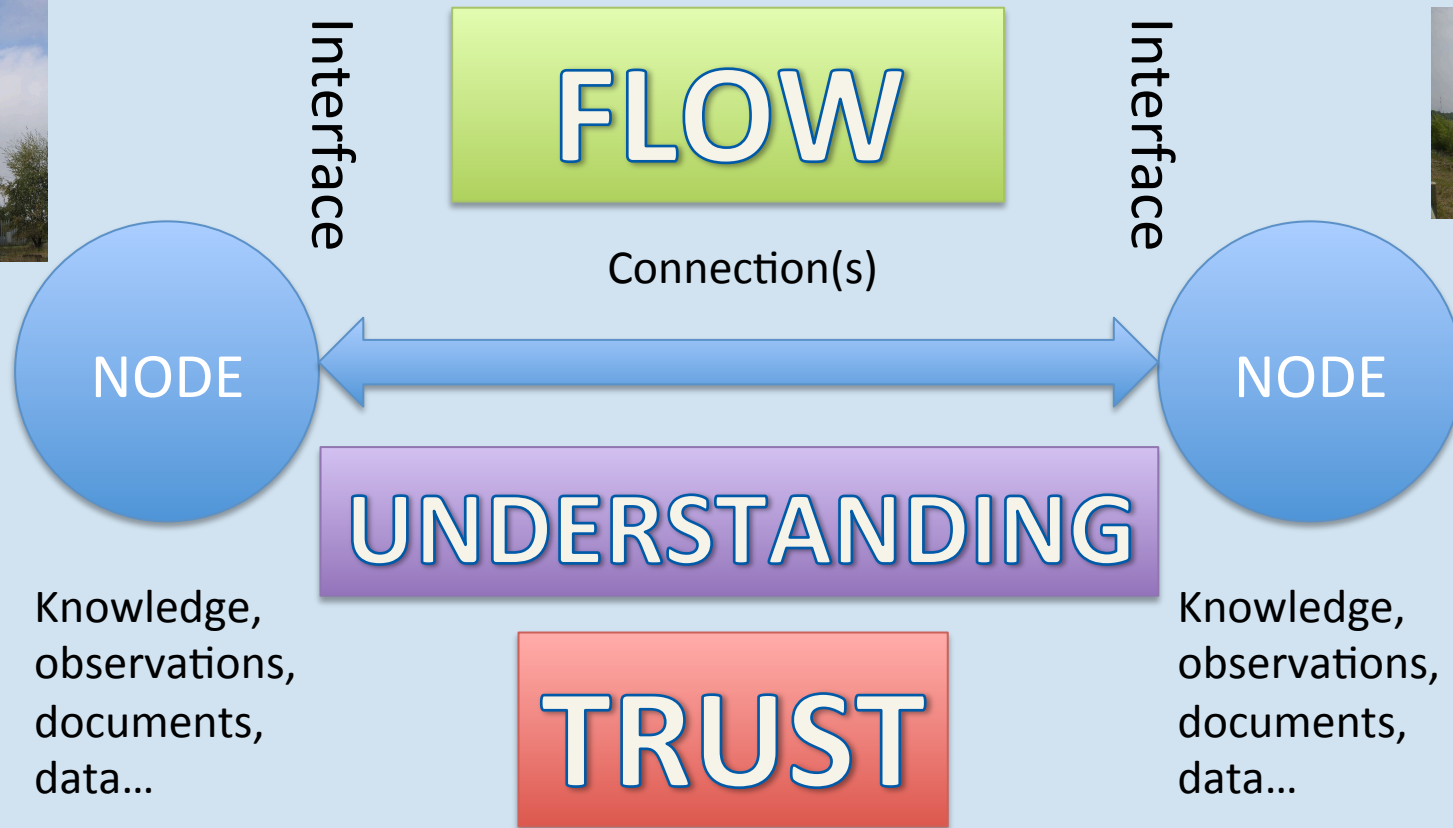 Interface
FLOW
Interface
Connection(s)
NODE
NODE
UNDERSTANDING
Knowledge,
observations,
documents,
data…
TRUST
Knowledge,
observations,
documents,
data…